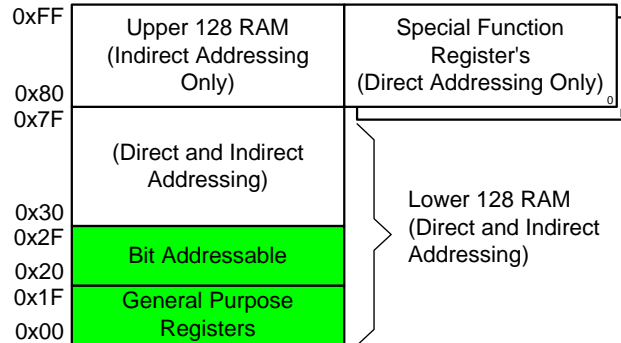 0xFF
Upper 128 RAM
(Indirect Addressing
Only)
Special Function
Register's
(Direct Addressing Only)
0
0x80
0x7F
(Direct and Indirect
Addressing)
Lower 128 RAM
(Direct and Indirect
Addressing)
0x30
0x2F
Bit Addressable
0x20
0x1F
General Purpose
Registers
0x00